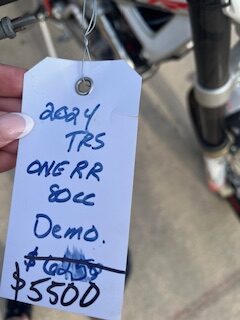 2024
TRS
ONE RR
80cc
Demo.
$5500